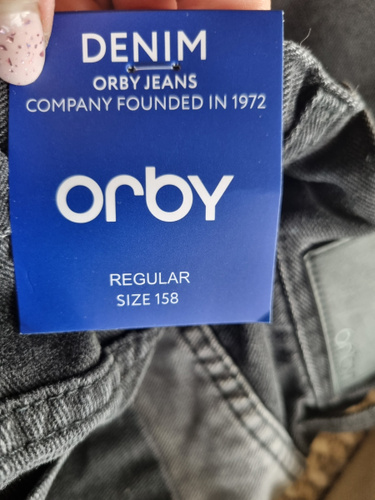 DENIM
ORBY JEANS
COMPANY FOUNDED IN 1972
orby
REGULAR
SIZE 158